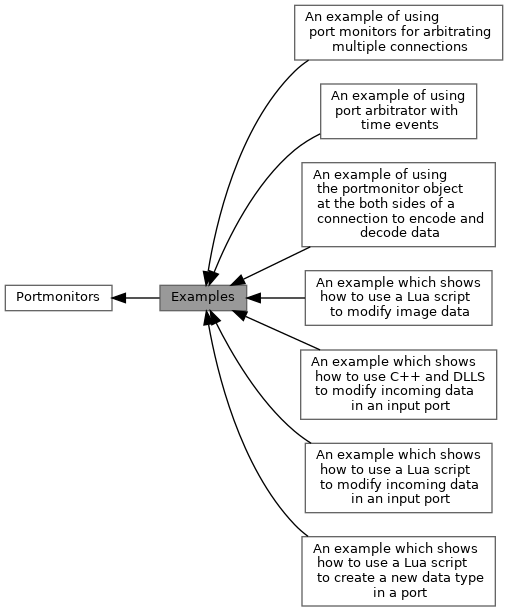 An example of using
port monitors for arbitrating
multiple connections
An example of using
port arbitrator with
time events
An example of using
the portmonitor object
at the both sides of a
connection to encode and
decode data
Portmonitors
Examples
An example which shows
how to use a Lua script
to modify image data
An example which shows
how to use C++ and DLLS
to modify incoming data
in an input port
An example which shows
how to use a Lua script
to modify incoming data
in an input port
An example which shows
how to use a Lua script
to create a new data type
in a port